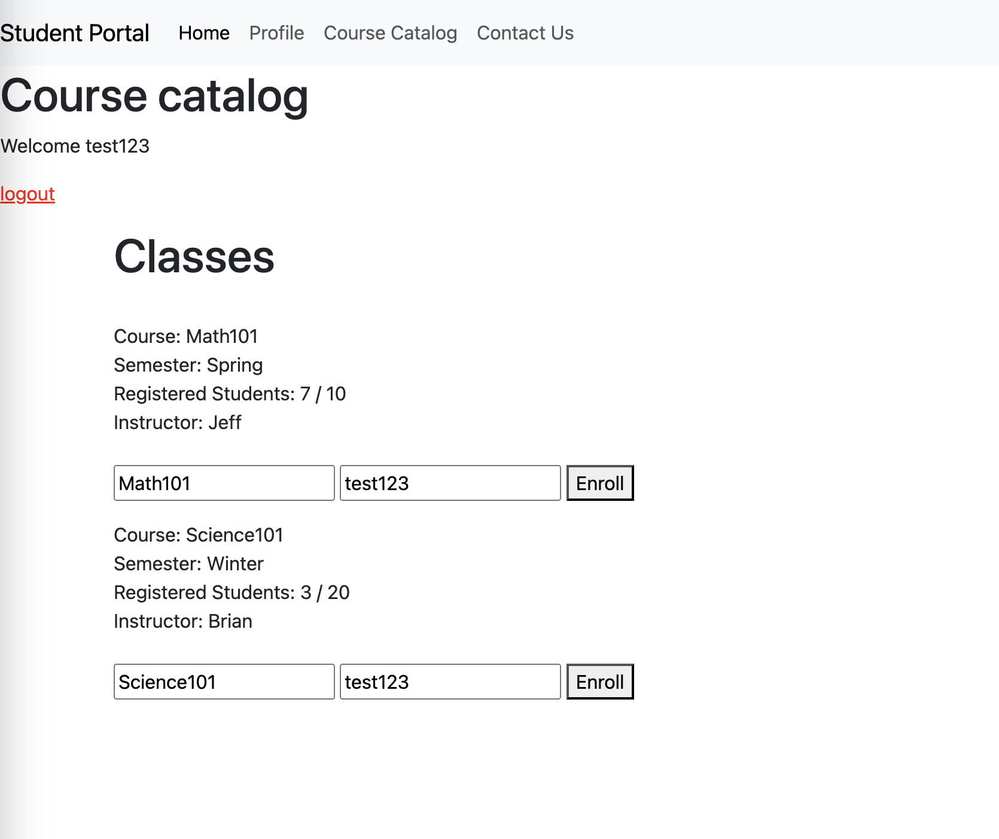 Student Portal Home Profile Course Catalog Contact Us
Course catalog
Welcome test123
logout
Classes
Course: Math101
Semester: Spring
Registered Students: 7 / 10
Instructor: Jeff
Math101 test123 Enroll
Course: Science101
Semester: Winter
Registered Students: 3 / 20
Instructor: Brian
Science101 test123 Enroll